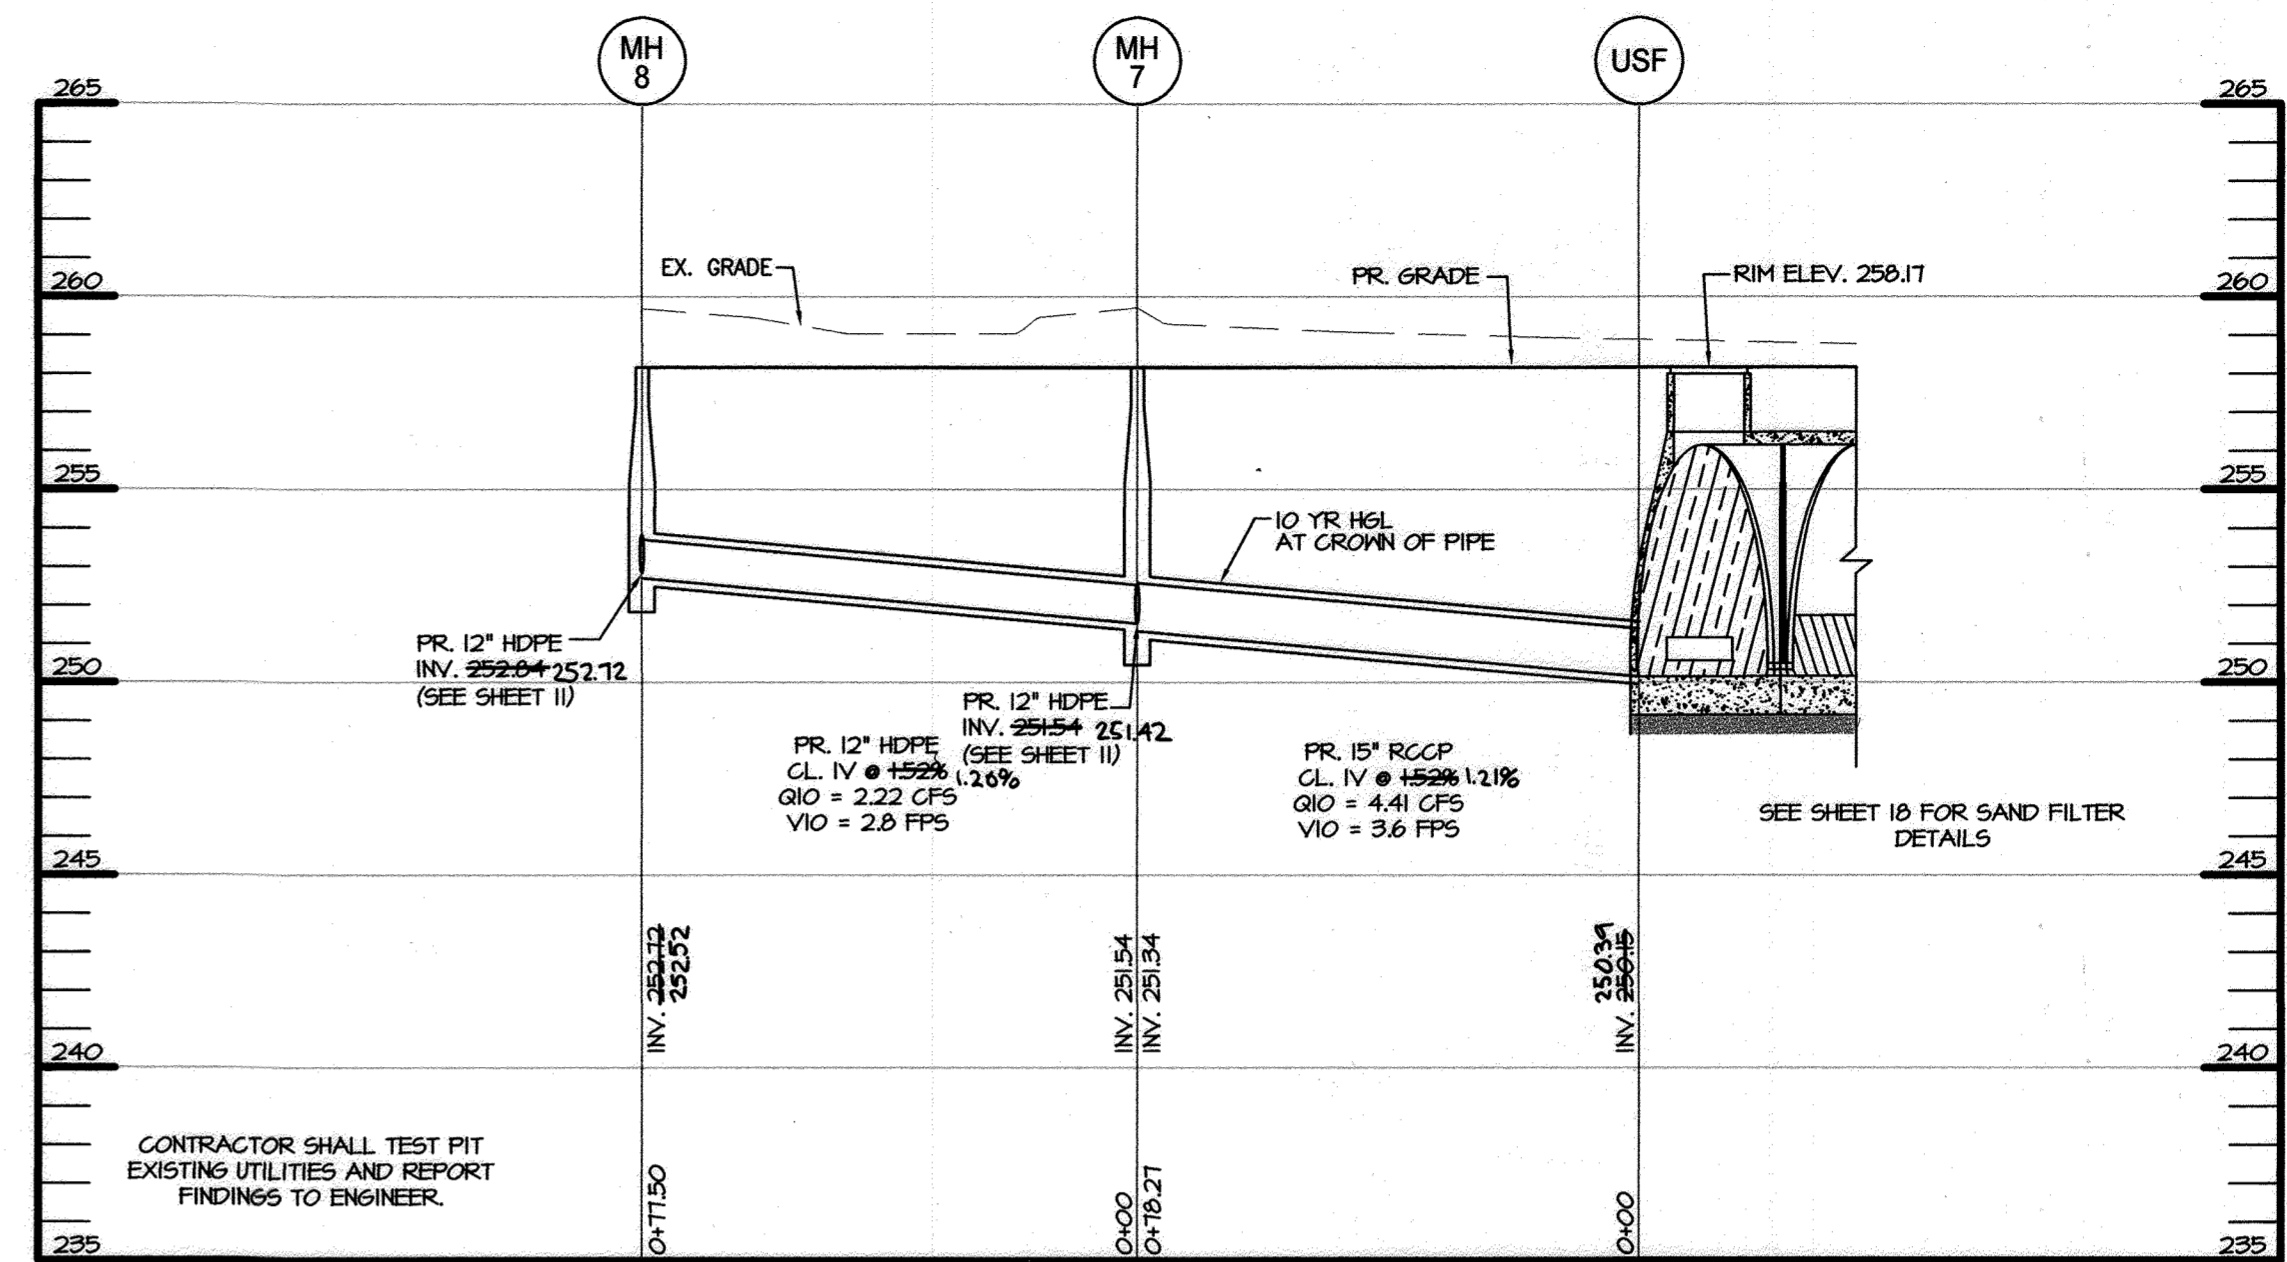 MH
8
MH
7
USF
265
265
EX. GRADE
PR. GRADE
RIM ELEV. 258.17
260
260
255
255
10 YR HGL
AT CROWN OF PIPE
PR. 12" HDPE
INV. 252.84 252.72
(SEE SHEET 11)
250
250
PR. 12" HDPE
INV. 251.54 251.42
(SEE SHEET 11)
PR. 12" HDPE
CL. IV @ 1.52% 1.26%
Q10 = 2.22 CFS
V10 = 2.8 FPS
PR. 15" RCCP
CL. IV @ 1.52% 1.21%
Q10 = 4.41 CFS
V10 = 3.6 FPS
SEE SHEET 18 FOR SAND FILTER
DETAILS
245
245
INV. 252.72
252.52
INV. 251.54
INV. 251.34
250.39
INV. 250.15
240
240
CONTRACTOR SHALL TEST PIT
EXISTING UTILITIES AND REPORT
FINDINGS TO ENGINEER.
0+77.50
0+00
0+78.27
0+00
235
235